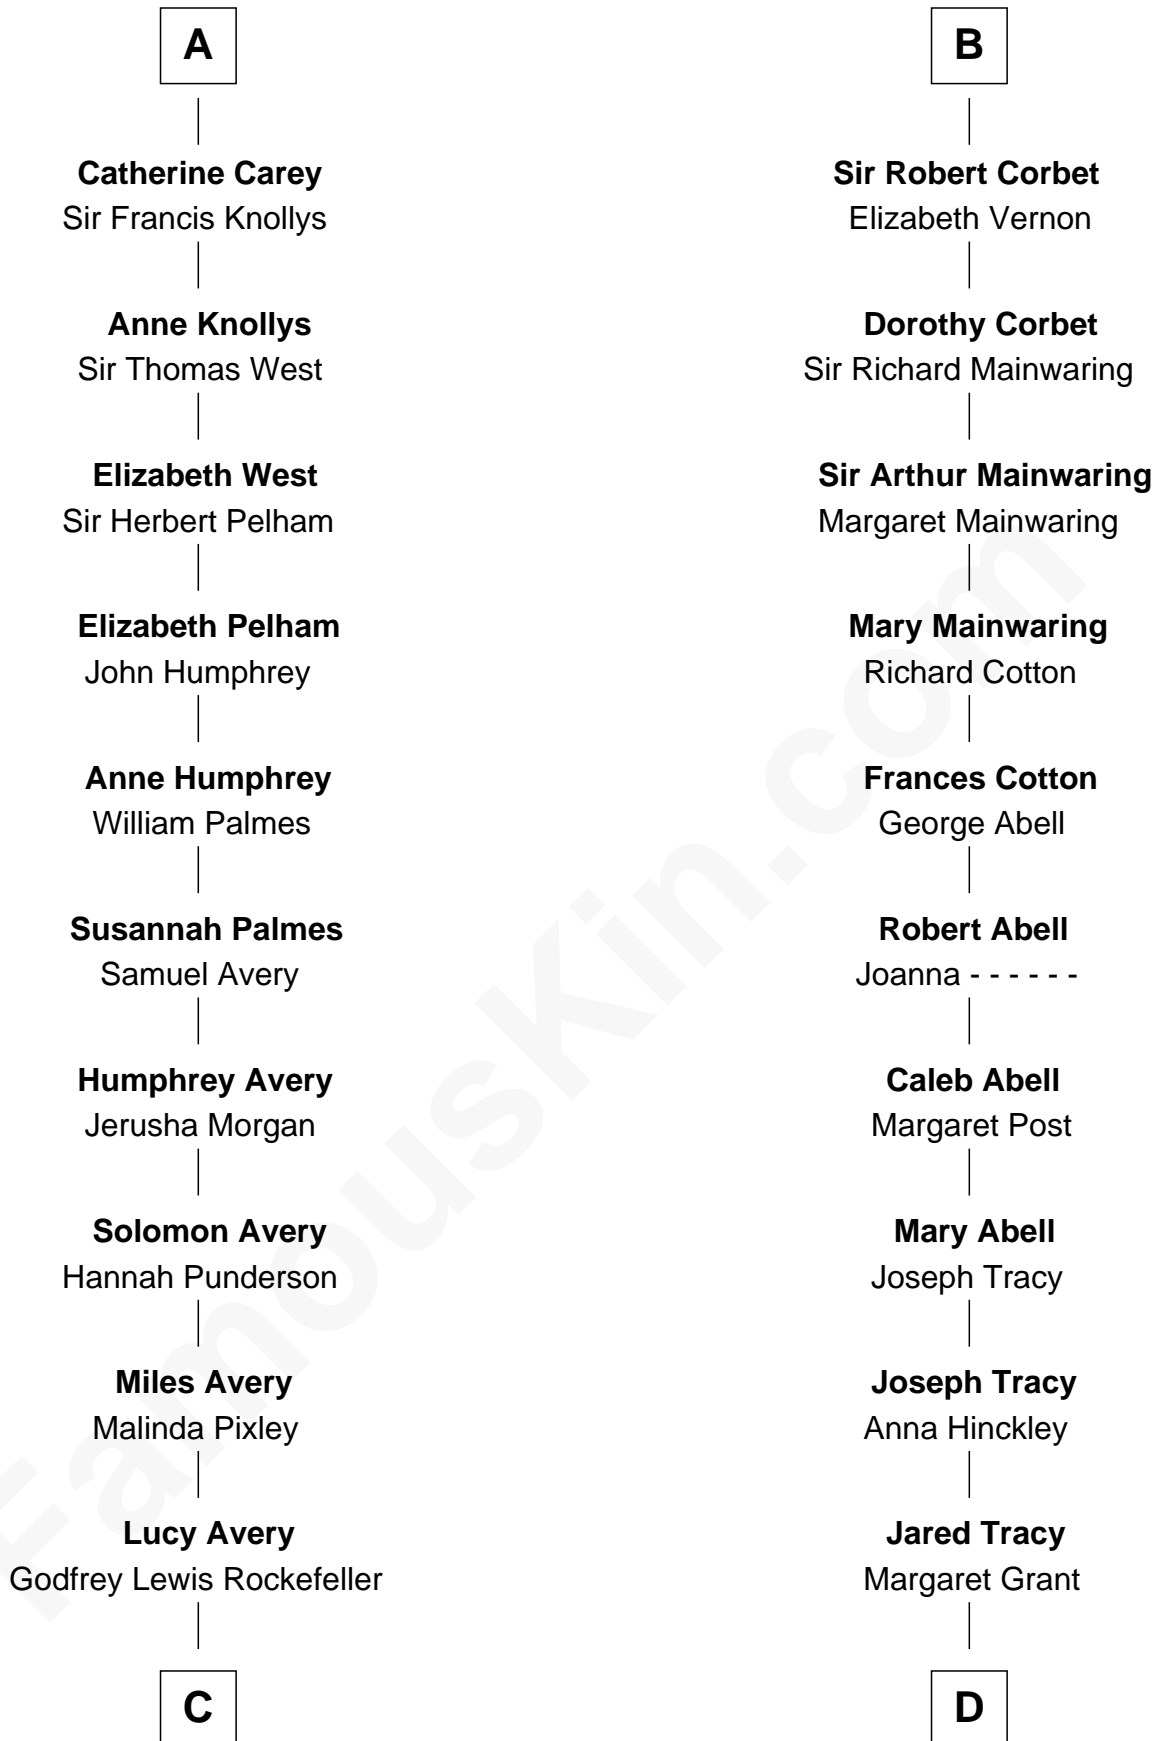 A
Catherine Carey
Sir Francis Knollys
Anne Knollys
Sir Thomas West
Elizabeth West
Sir Herbert Pelham
Elizabeth Pelham
John Humphrey
Anne Humphrey
William Palmes
Susannah Palmes
Samuel Avery
Humphrey Avery
Jerusha Morgan
Solomon Avery
Hannah Punderson
Miles Avery
Malinda Pixley
Lucy Avery
Godfrey Lewis Rockefeller
C
B
Sir Robert Corbet
Elizabeth Vernon
Dorothy Corbet
Sir Richard Mainwaring
Sir Arthur Mainwaring
Margaret Mainwaring
Mary Mainwaring
Richard Cotton
Frances Cotton
George Abell
Robert Abell
Joanna - - - - - -
Caleb Abell
Margaret Post
Mary Abell
Joseph Tracy
Joseph Tracy
Anna Hinckley
Jared Tracy
Margaret Grant
D
FamousKin.com